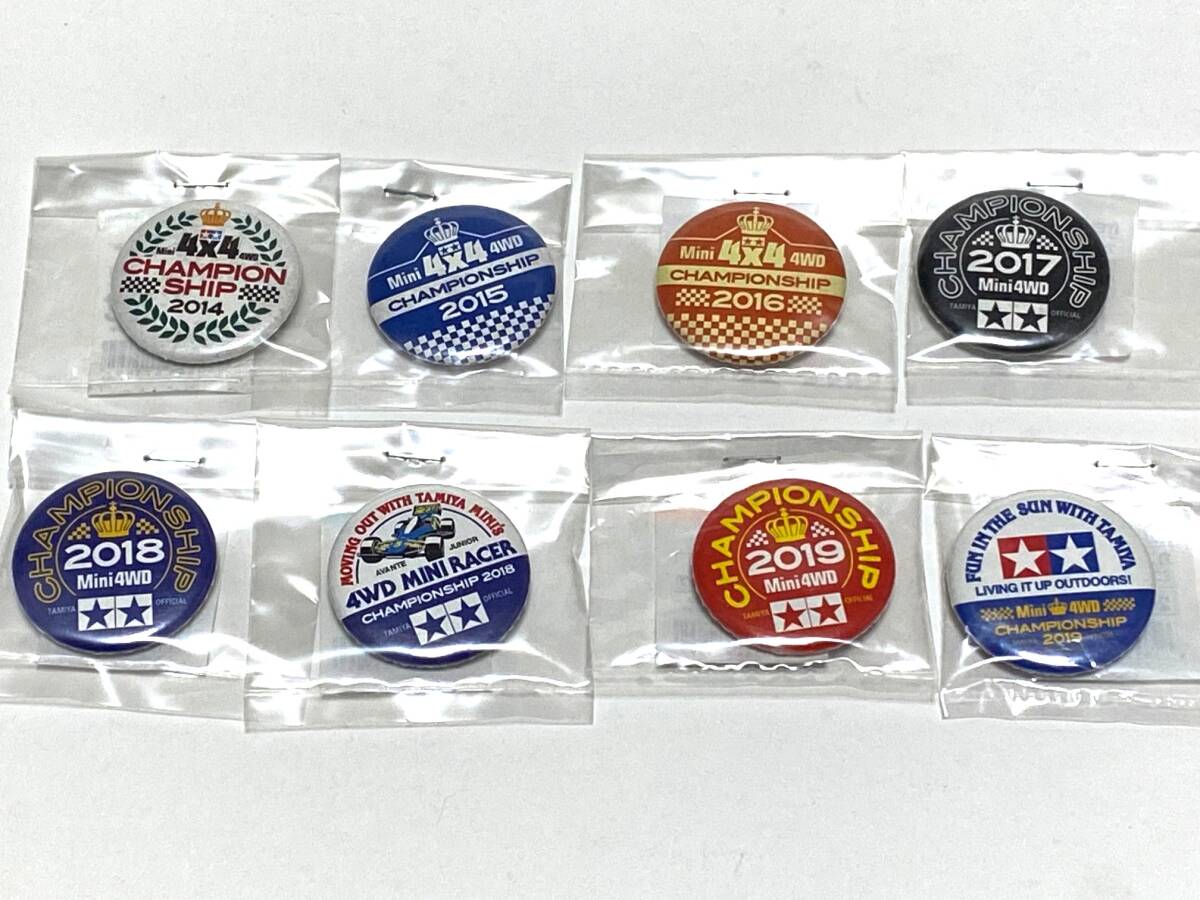 Mini 4x4 4WD
CHAMPION
SHIP
2014
Mini 4x4 4WD
CHAMPIONSHIP
2015
Mini 4x4 4WD
CHAMPIONSHIP
2016
CHAMPIONSHIP
2017
Mini4WD
TAMIYA OFFICIAL
CHAMPIONSHIP
2018
Mini4WD
TAMIYA OFFICIAL
MOVING OUT WITH TAMIYA MINI'S
AVANTE JUNIOR
4WD MINI RACER
CHAMPIONSHIP 2018
TAMIYA OFFICIAL
CHAMPIONSHIP
2019
Mini4WD
TAMIYA OFFICIAL
FUN IN THE SUN WITH TAMIYA
LIVING IT UP OUTDOORS!
Mini 4WD
CHAMPIONSHIP
2019